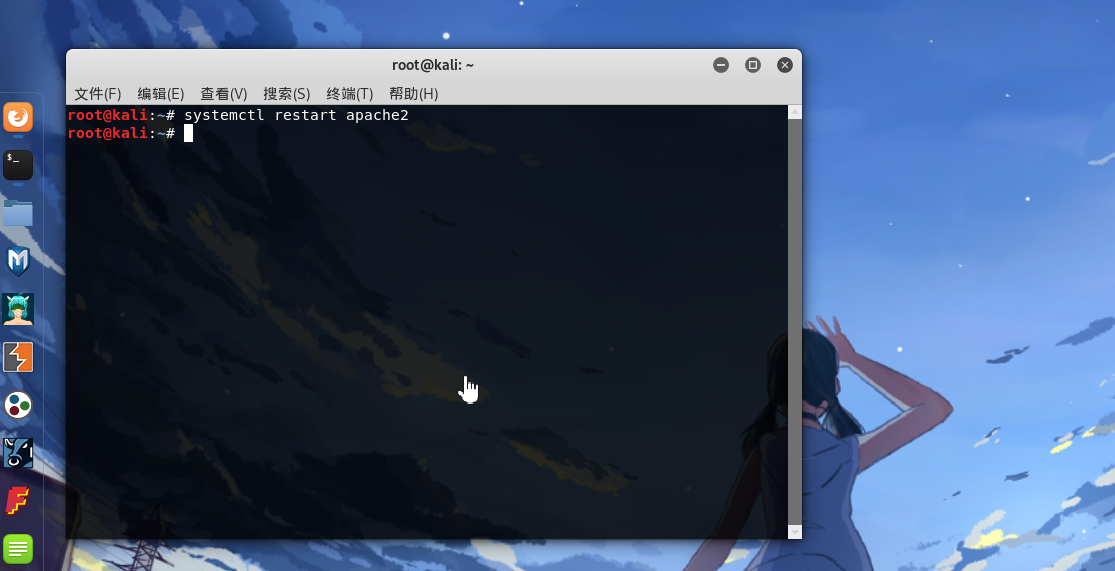 root@kali: ~
文件(F) 编辑(E) 查看(V) 搜索(S) 终端(T) 帮助(H)
root@kali:~# systemctl restart apache2
root@kali:~#
$_